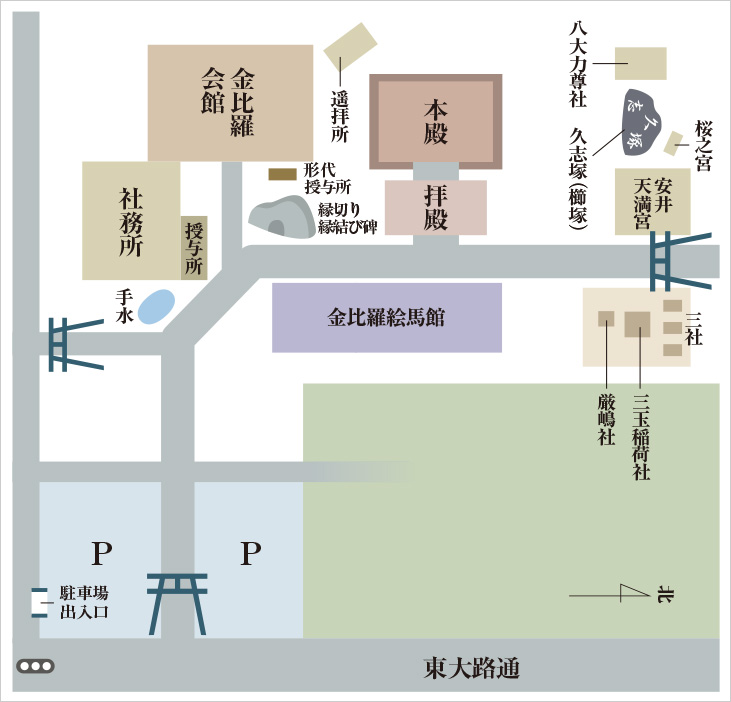 金比羅
会館
遥拝所
本殿
八大力尊社
久志塚
久志塚(櫛塚)
桜之宮
形代
授与所
縁切り
縁結び碑
拝殿
安井
天満宮
社務所
授与所
手水
金比羅絵馬館
三社
厳嶋社
三玉稲荷社
P
P
駐車場
出入口
北
東大路通